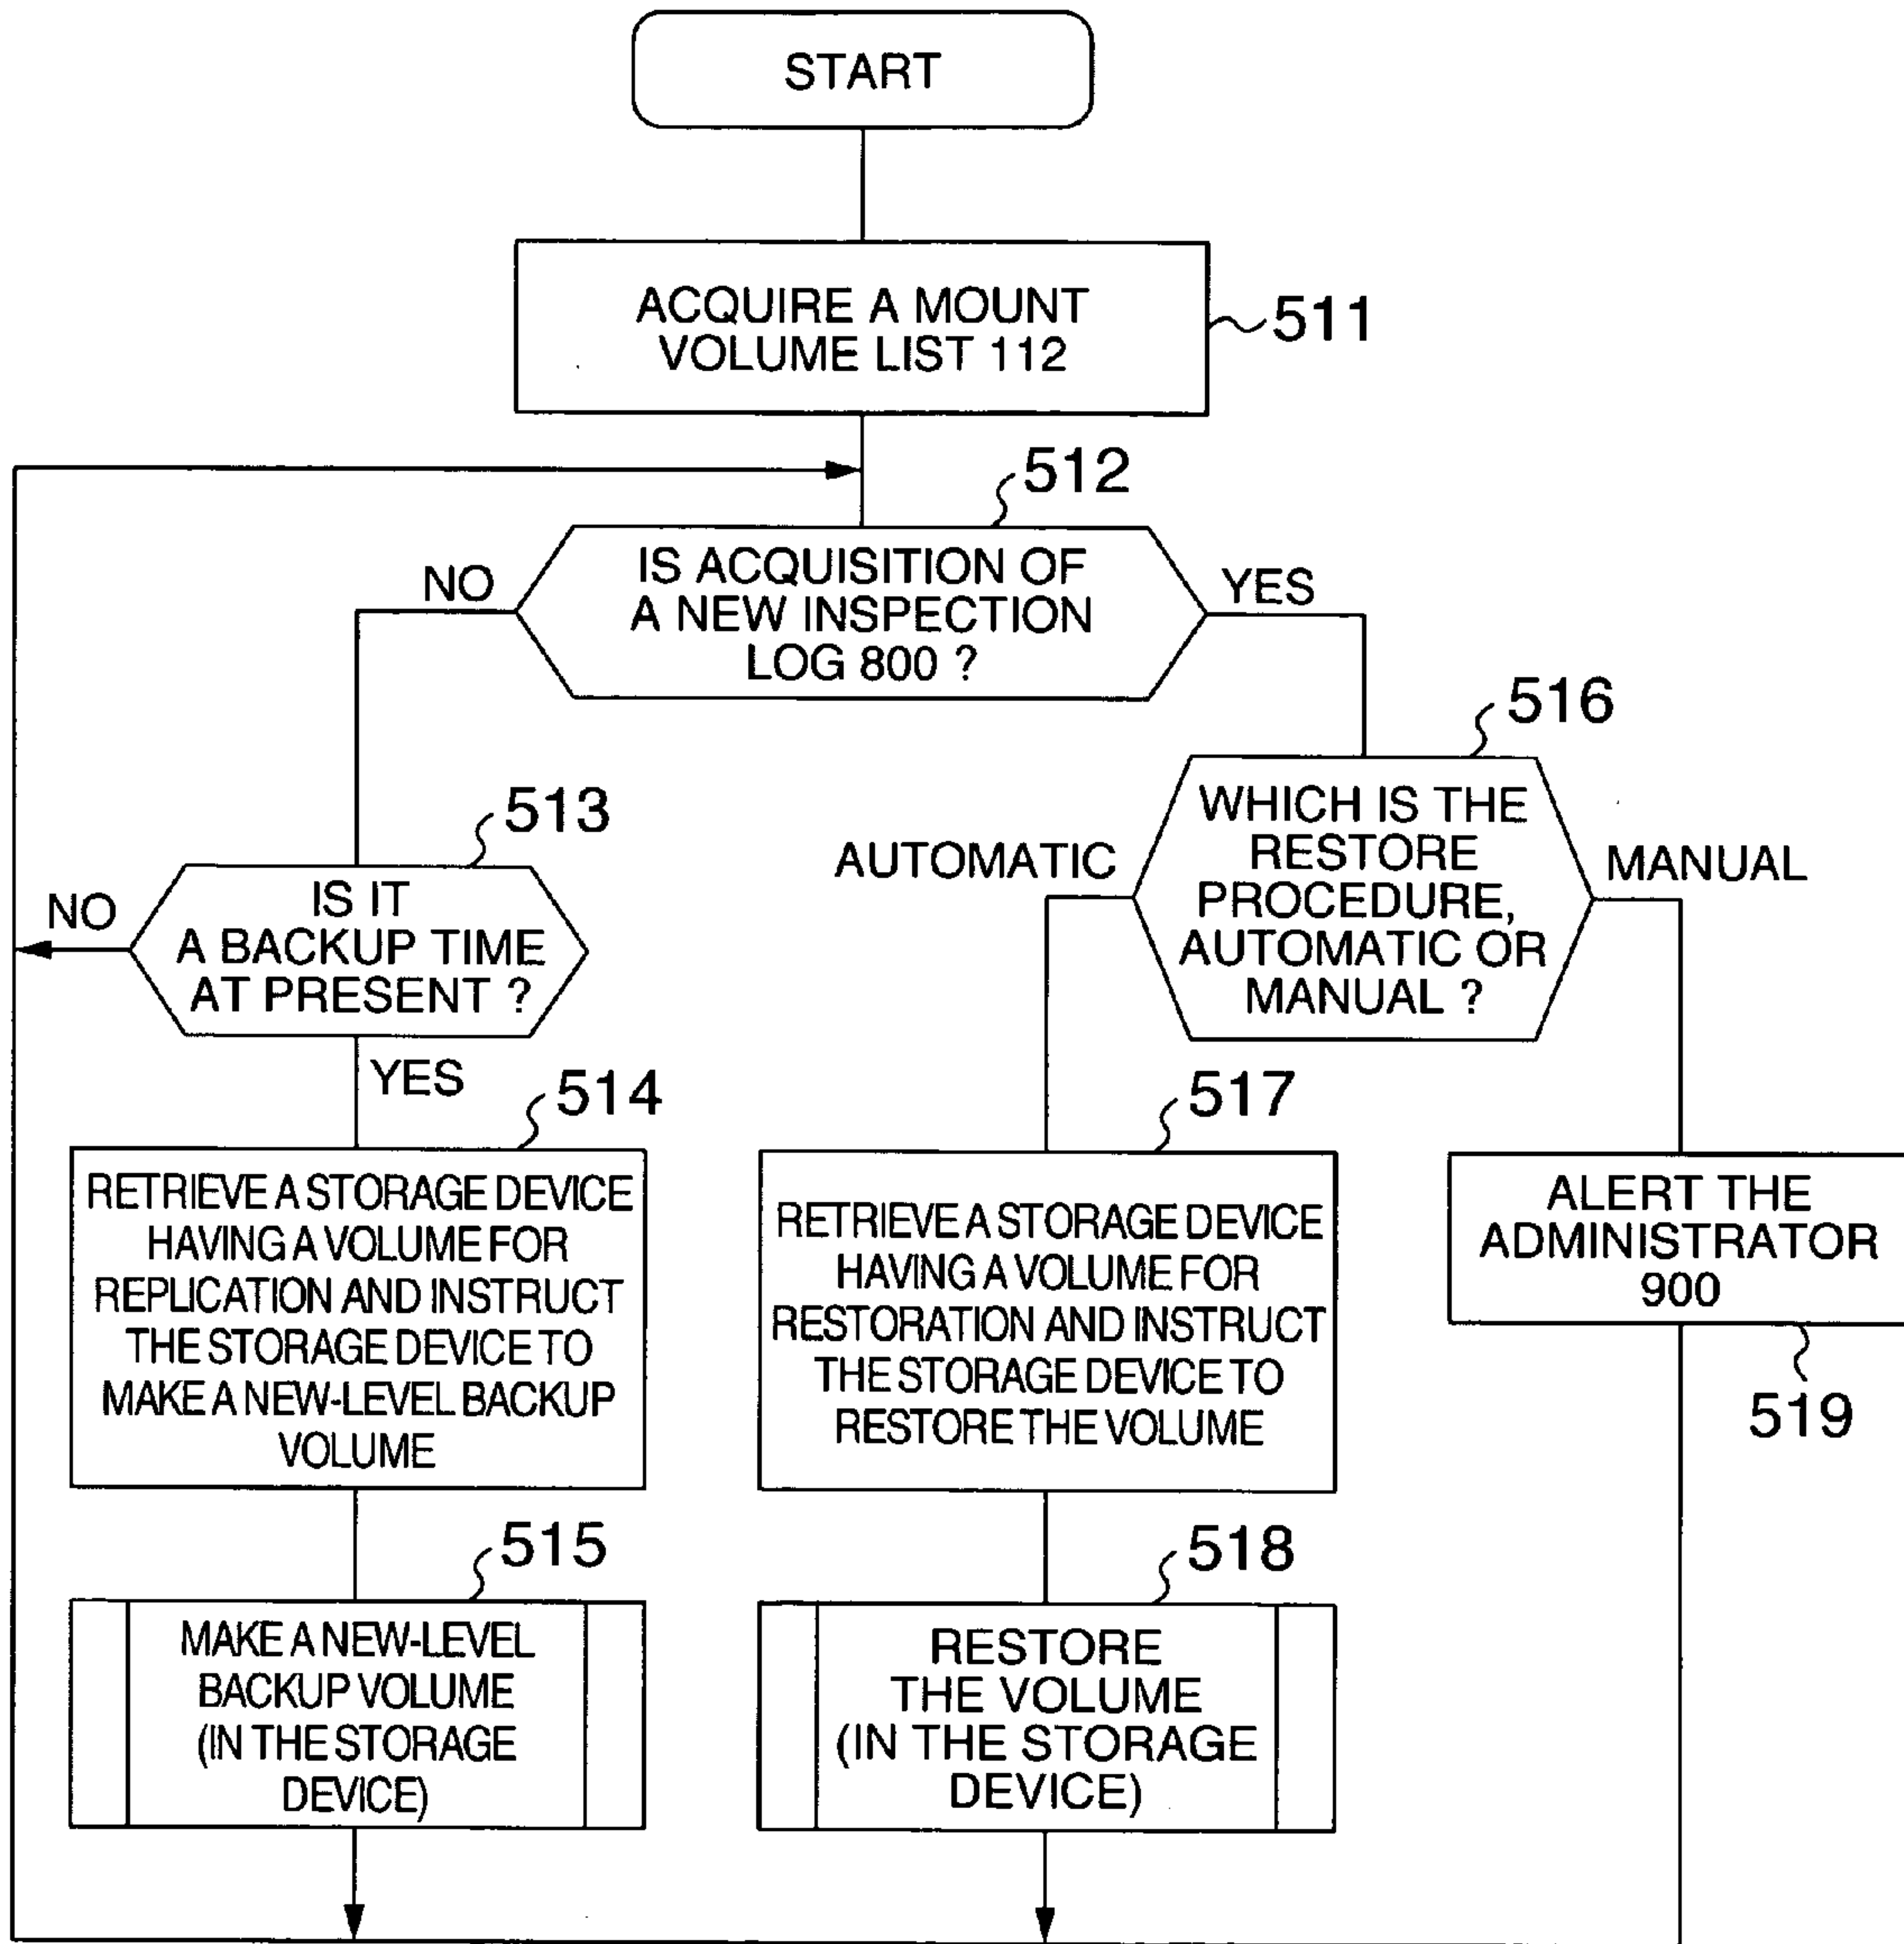 START
ACQUIRE A MOUNT
VOLUME LIST 112
511
512
IS ACQUISITION OF
A NEW INSPECTION
LOG 800 ?
NO
YES
516
WHICH IS THE
RESTORE
PROCEDURE,
AUTOMATIC OR
MANUAL ?
AUTOMATIC
MANUAL
513
IS IT
A BACKUP TIME
AT PRESENT ?
NO
YES
514
RETRIEVE A STORAGE DEVICE
HAVING A VOLUME FOR
REPLICATION AND INSTRUCT
THE STORAGE DEVICE TO
MAKE A NEW-LEVEL BACKUP
VOLUME
517
RETRIEVE A STORAGE DEVICE
HAVING A VOLUME FOR
RESTORATION AND INSTRUCT
THE STORAGE DEVICE TO
RESTORE THE VOLUME
ALERT THE
ADMINISTRATOR
900
519
515
MAKE A NEW-LEVEL
BACKUP VOLUME
(IN THE STORAGE
DEVICE)
518
RESTORE
THE VOLUME
(IN THE STORAGE
DEVICE)